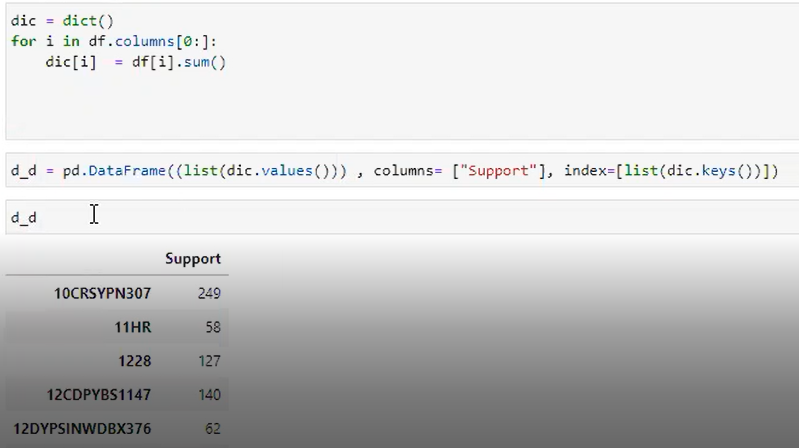 dic = dict()
for i in df.columns[0:]:
    dic[i]  = df[i].sum()
d_d = pd.DataFrame((list(dic.values())) , columns= ["Support"], index=[list(dic.keys())])
d_d
Support
10CRSYPN307 249
11HR 58
1228 127
12CDPYBS1147 140
12DYPSINWDBX376 62